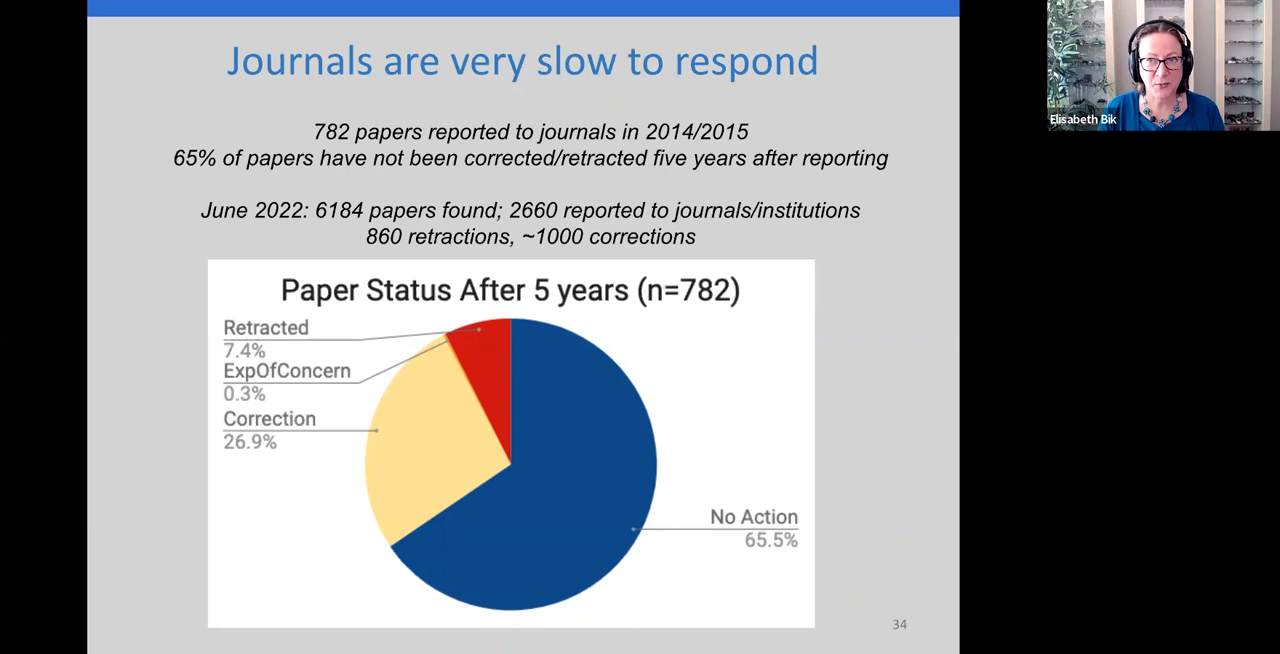 Journals are very slow to respond
782 papers reported to journals in 2014/2015
65% of papers have not been corrected/retracted five years after reporting
June 2022: 6184 papers found; 2660 reported to journals/institutions
860 retractions, ~1000 corrections
Paper Status After 5 years (n=782)
Retracted
7.4%
ExpOfConcern
0.3%
Correction
26.9%
No Action
65.5%
34
Elisabeth Bik